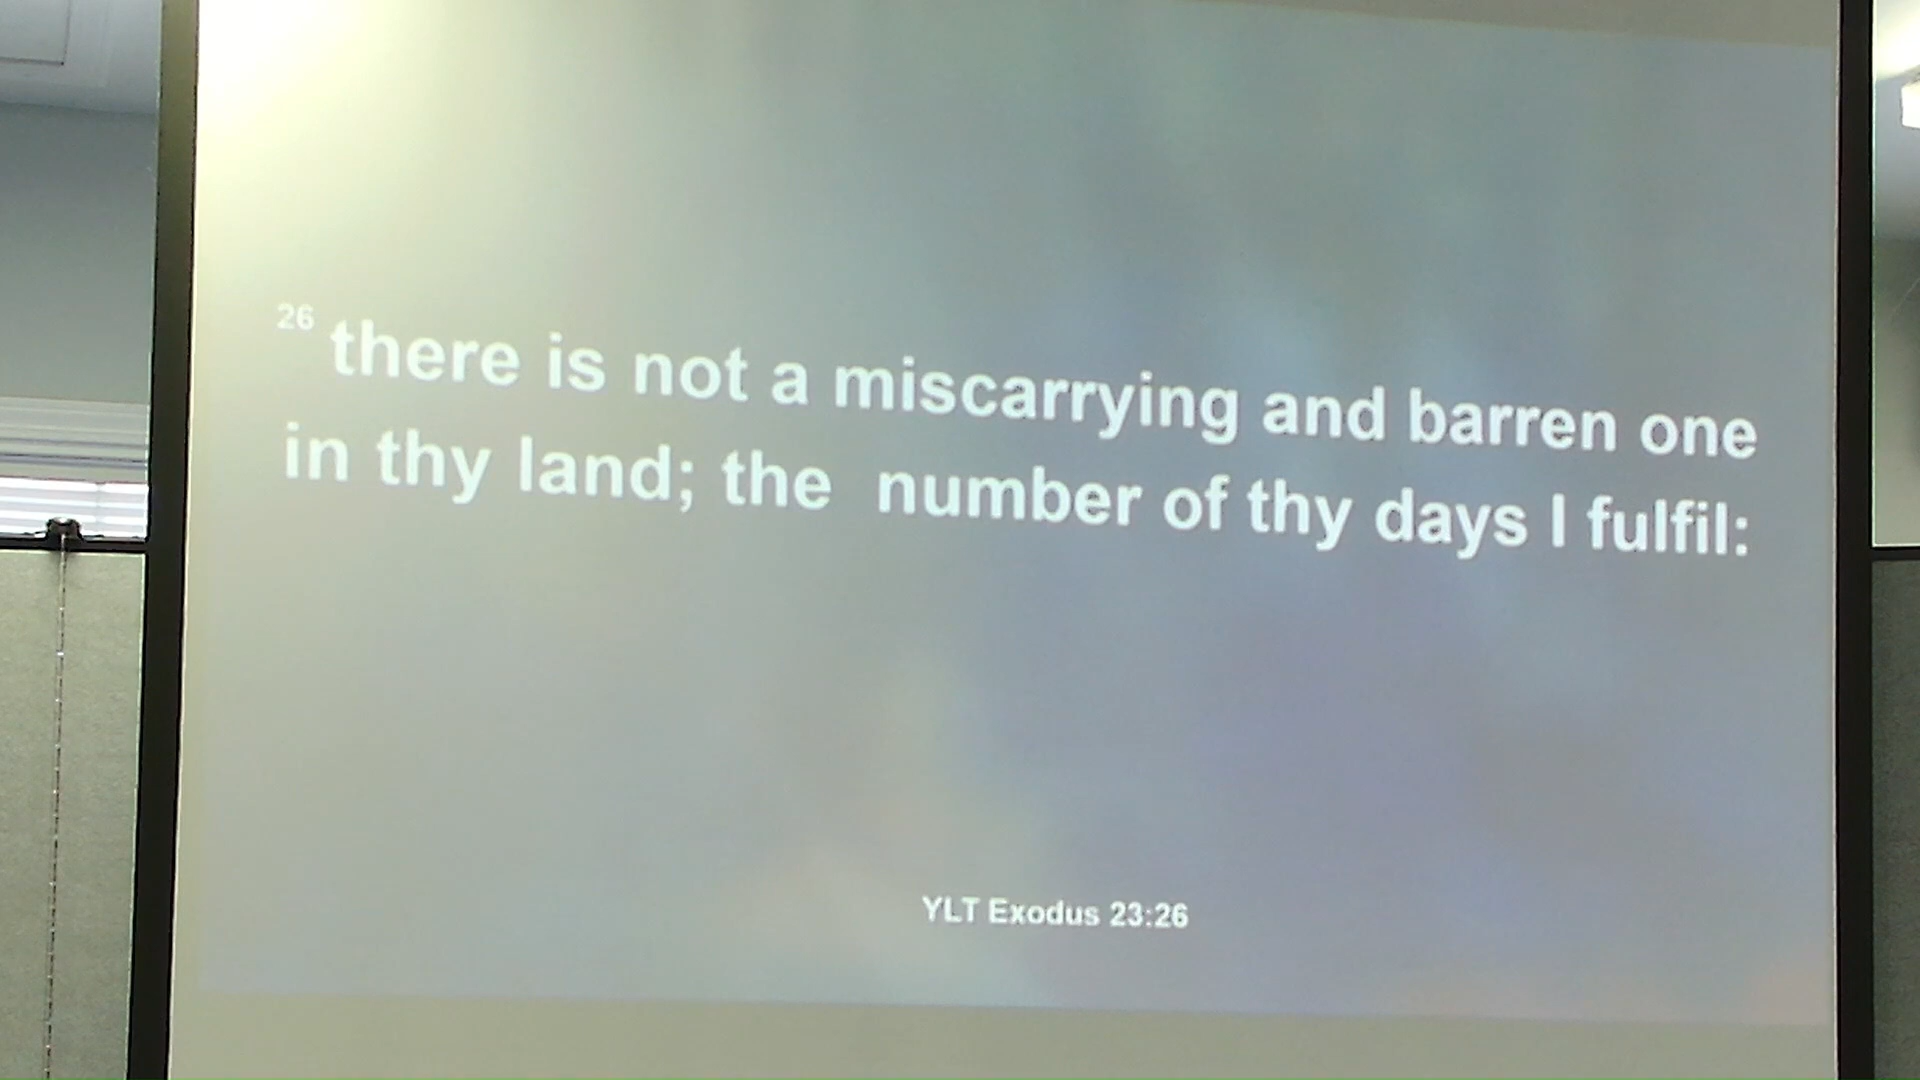 26 there is not a miscarrying and barren one
in thy land; the  number of thy days I fulfil:
YLT Exodus 23:26